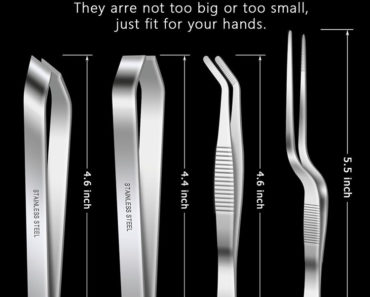 They arre not too big or too small,
just fit for your hands.
STAINLESS STEEL
4.6 inch
STAINLESS STEEL
4.4 inch
4.6 inch
5.5 inch